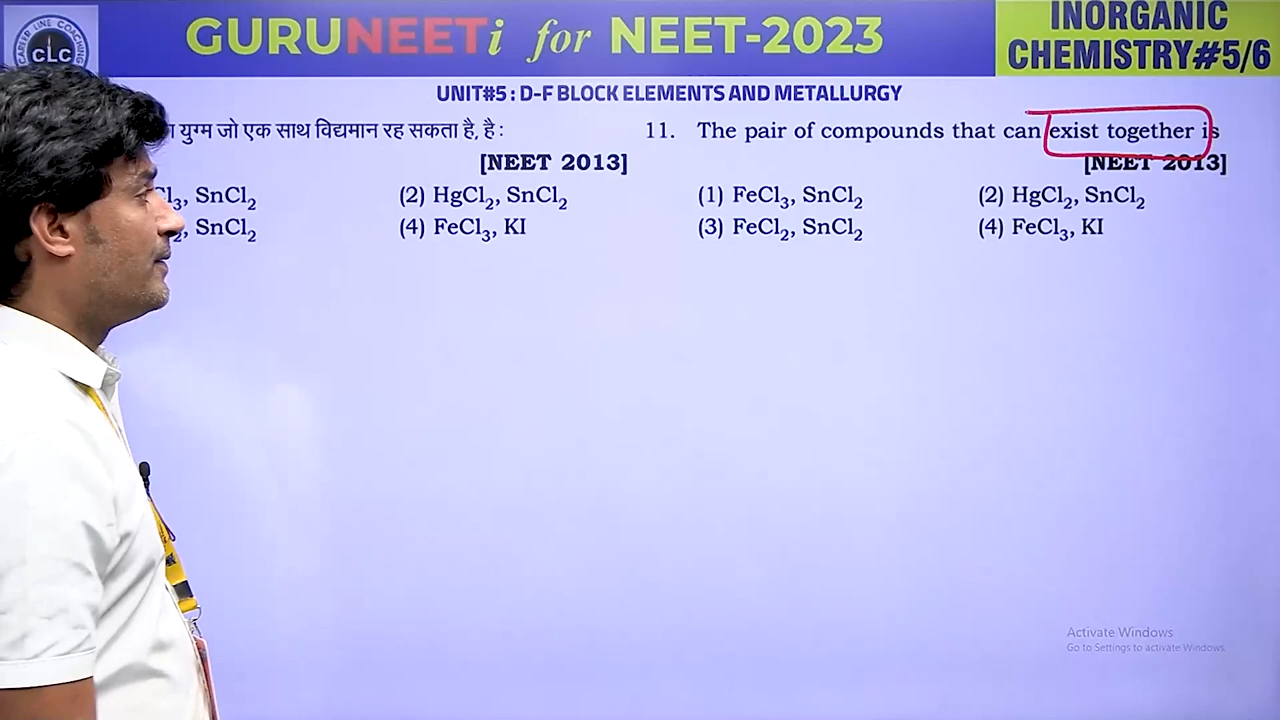 GURUNEETi for NEET-2023
INORGANIC
CHEMISTRY#5/6
CAREER LINE COACHING
CLC
UNIT#5 : D-F BLOCK ELEMENTS AND METALLURGY
युग्म जो एक साथ विद्यमान रह सकता है, है :
[NEET 2013]
Cl₃, SnCl₂ (2) HgCl₂, SnCl₂
₂, SnCl₂ (4) FeCl₃, KI
11. The pair of compounds that can exist together is
[NEET 2013]
(1) FeCl₃, SnCl₂ (2) HgCl₂, SnCl₂
(3) FeCl₂, SnCl₂ (4) FeCl₃, KI
Activate Windows
Go to Settings to activate Windows.